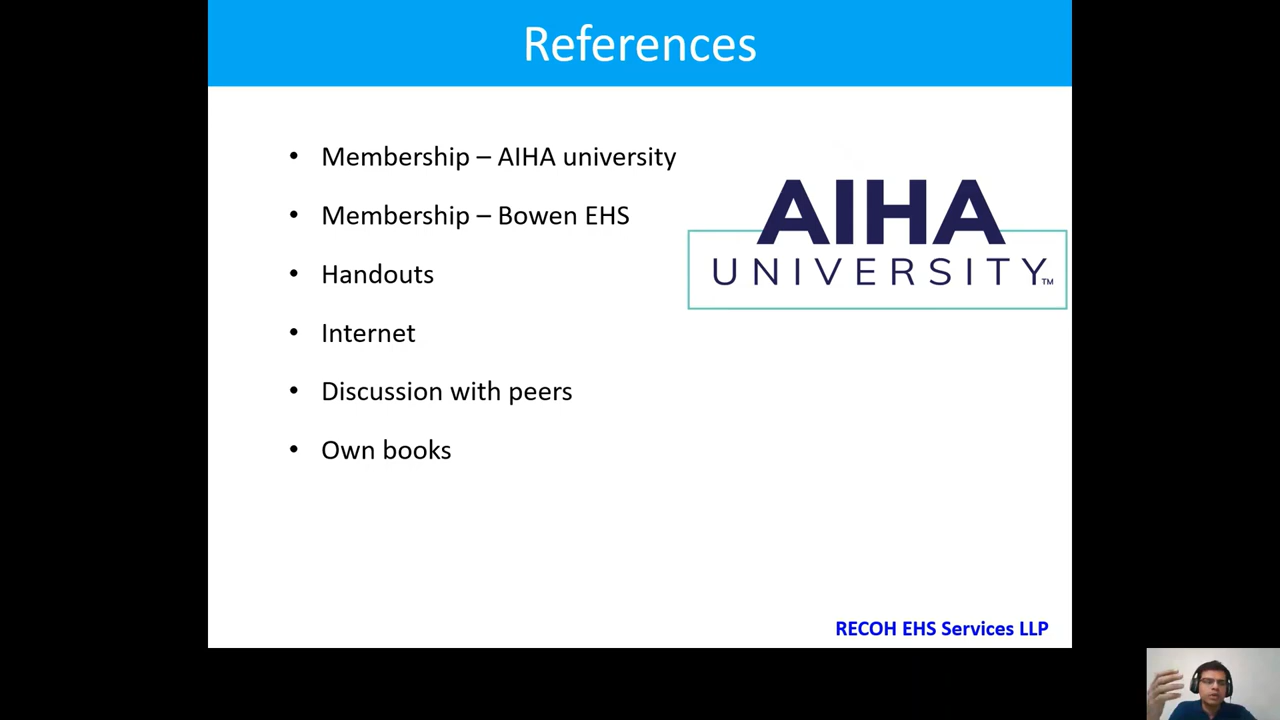 References
• Membership – AIHA university
• Membership – Bowen EHS
• Handouts
• Internet
• Discussion with peers
• Own books
AIHA
UNIVERSITY™
RECOH EHS Services LLP